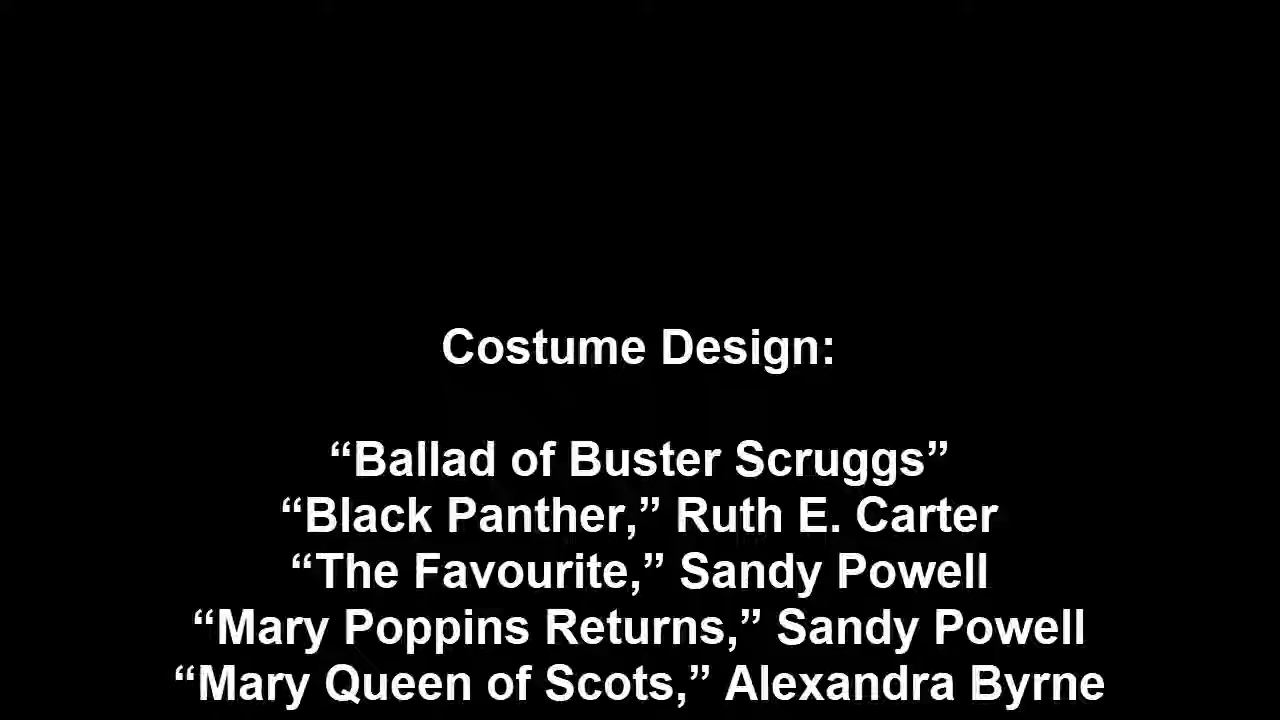 Costume Design:
“Ballad of Buster Scruggs”
“Black Panther,” Ruth E. Carter
“The Favourite,” Sandy Powell
“Mary Poppins Returns,” Sandy Powell
“Mary Queen of Scots,” Alexandra Byrne